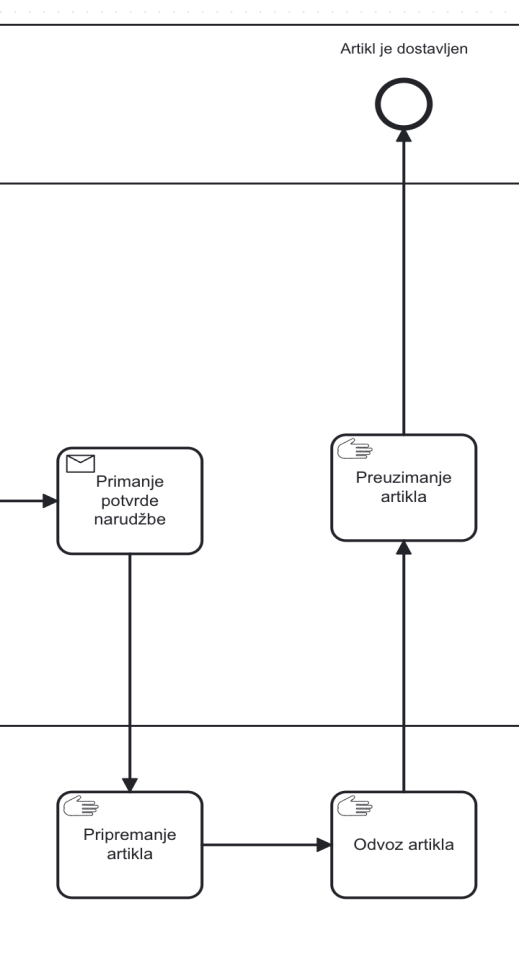 Artikl je dostavljen
Primanje
potvrde
narudžbe
Preuzimanje
artikla
Pripremanje
artikla
Odvoz artikla